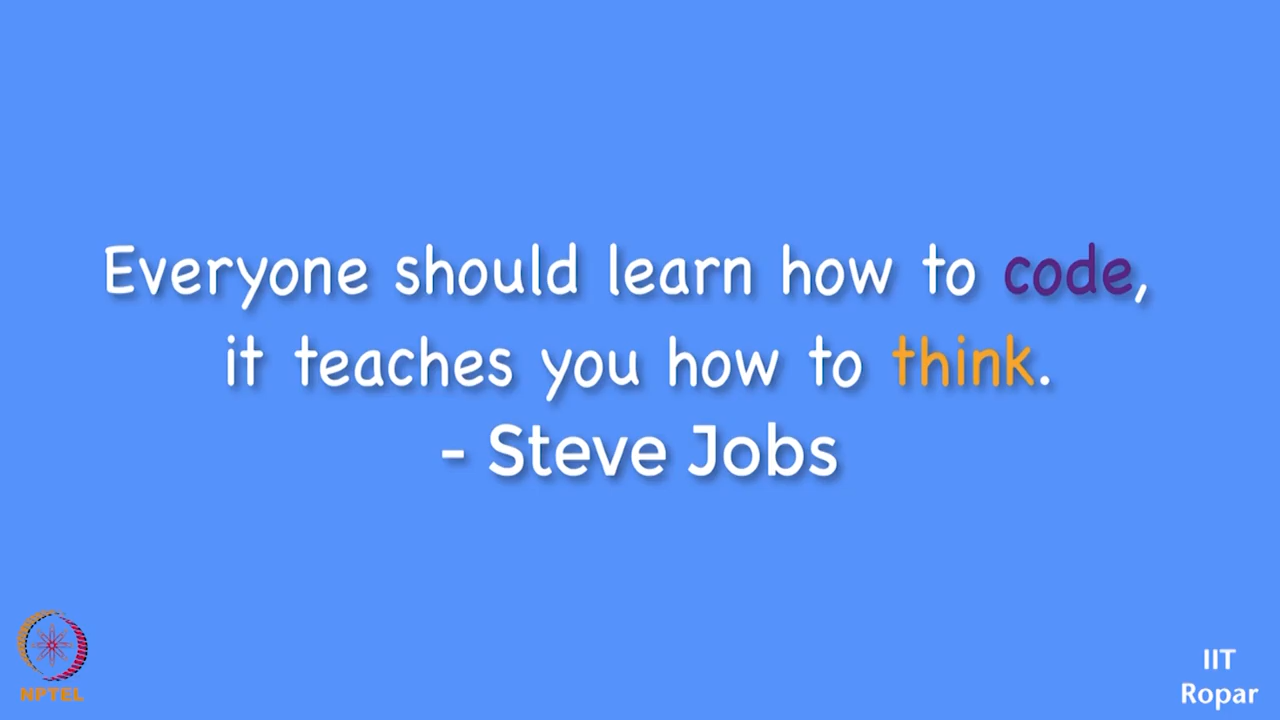 Everyone should learn how to code,
it teaches you how to think.
- Steve Jobs
NPTEL
IIT
Ropar